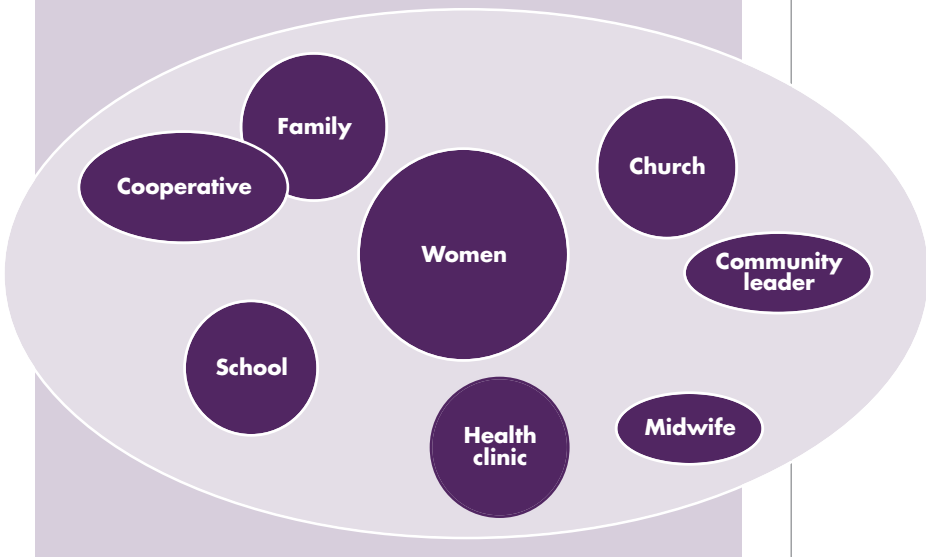 Family
Church
Cooperative
Women
Community
leader
School
Midwife
Health
clinic